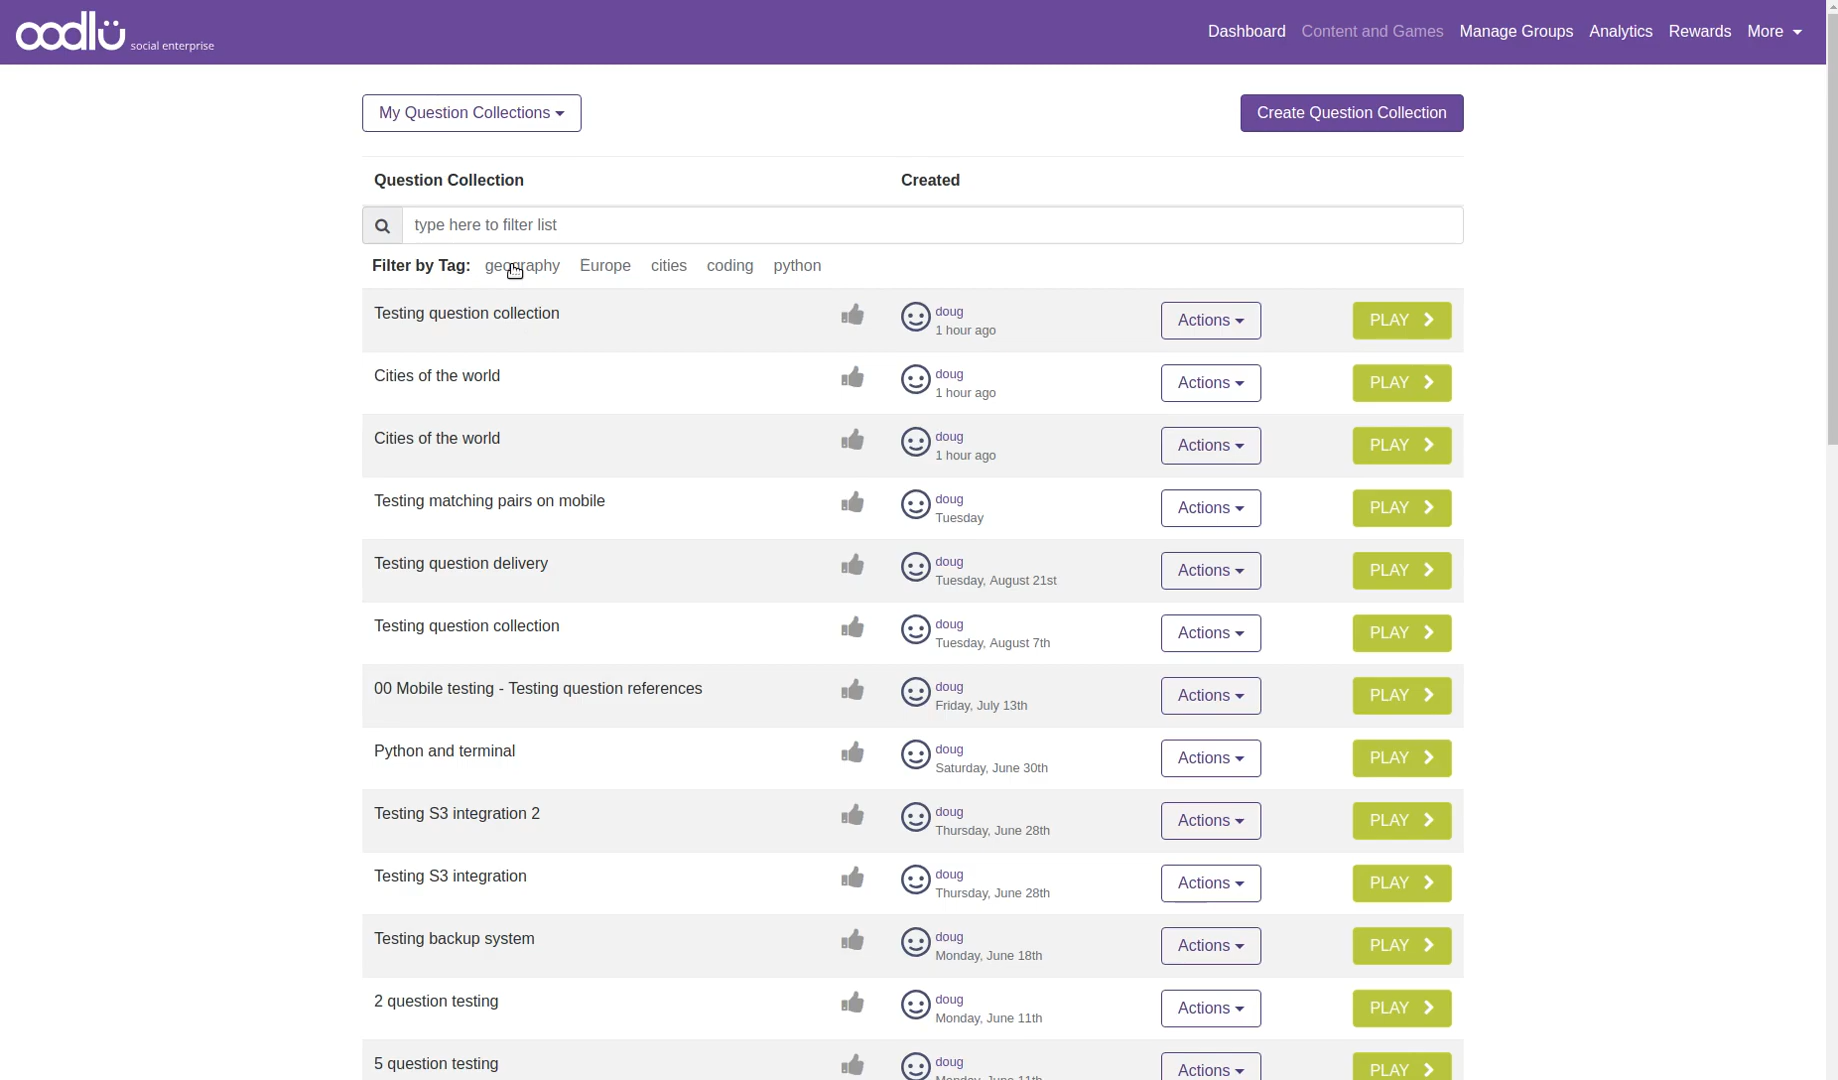 oodlü social enterprise
Dashboard Content and Games Manage Groups Analytics Rewards More
My Question Collections
Create Question Collection
Question Collection Created
type here to filter list
Filter by Tag: geography Europe cities coding python
Testing question collection doug Actions PLAY
1 hour ago
Cities of the world doug Actions PLAY
1 hour ago
Cities of the world doug Actions PLAY
1 hour ago
Testing matching pairs on mobile doug Actions PLAY
Tuesday
Testing question delivery doug Actions PLAY
Tuesday, August 21st
Testing question collection doug Actions PLAY
Tuesday, August 7th
00 Mobile testing - Testing question references doug Actions PLAY
Friday, July 13th
Python and terminal doug Actions PLAY
Saturday, June 30th
Testing S3 integration 2 doug Actions PLAY
Thursday, June 28th
Testing S3 integration doug Actions PLAY
Thursday, June 28th
Testing backup system doug Actions PLAY
Monday, June 18th
2 question testing doug Actions PLAY
Monday, June 11th
5 question testing doug Actions PLAY
Monday, June 11th